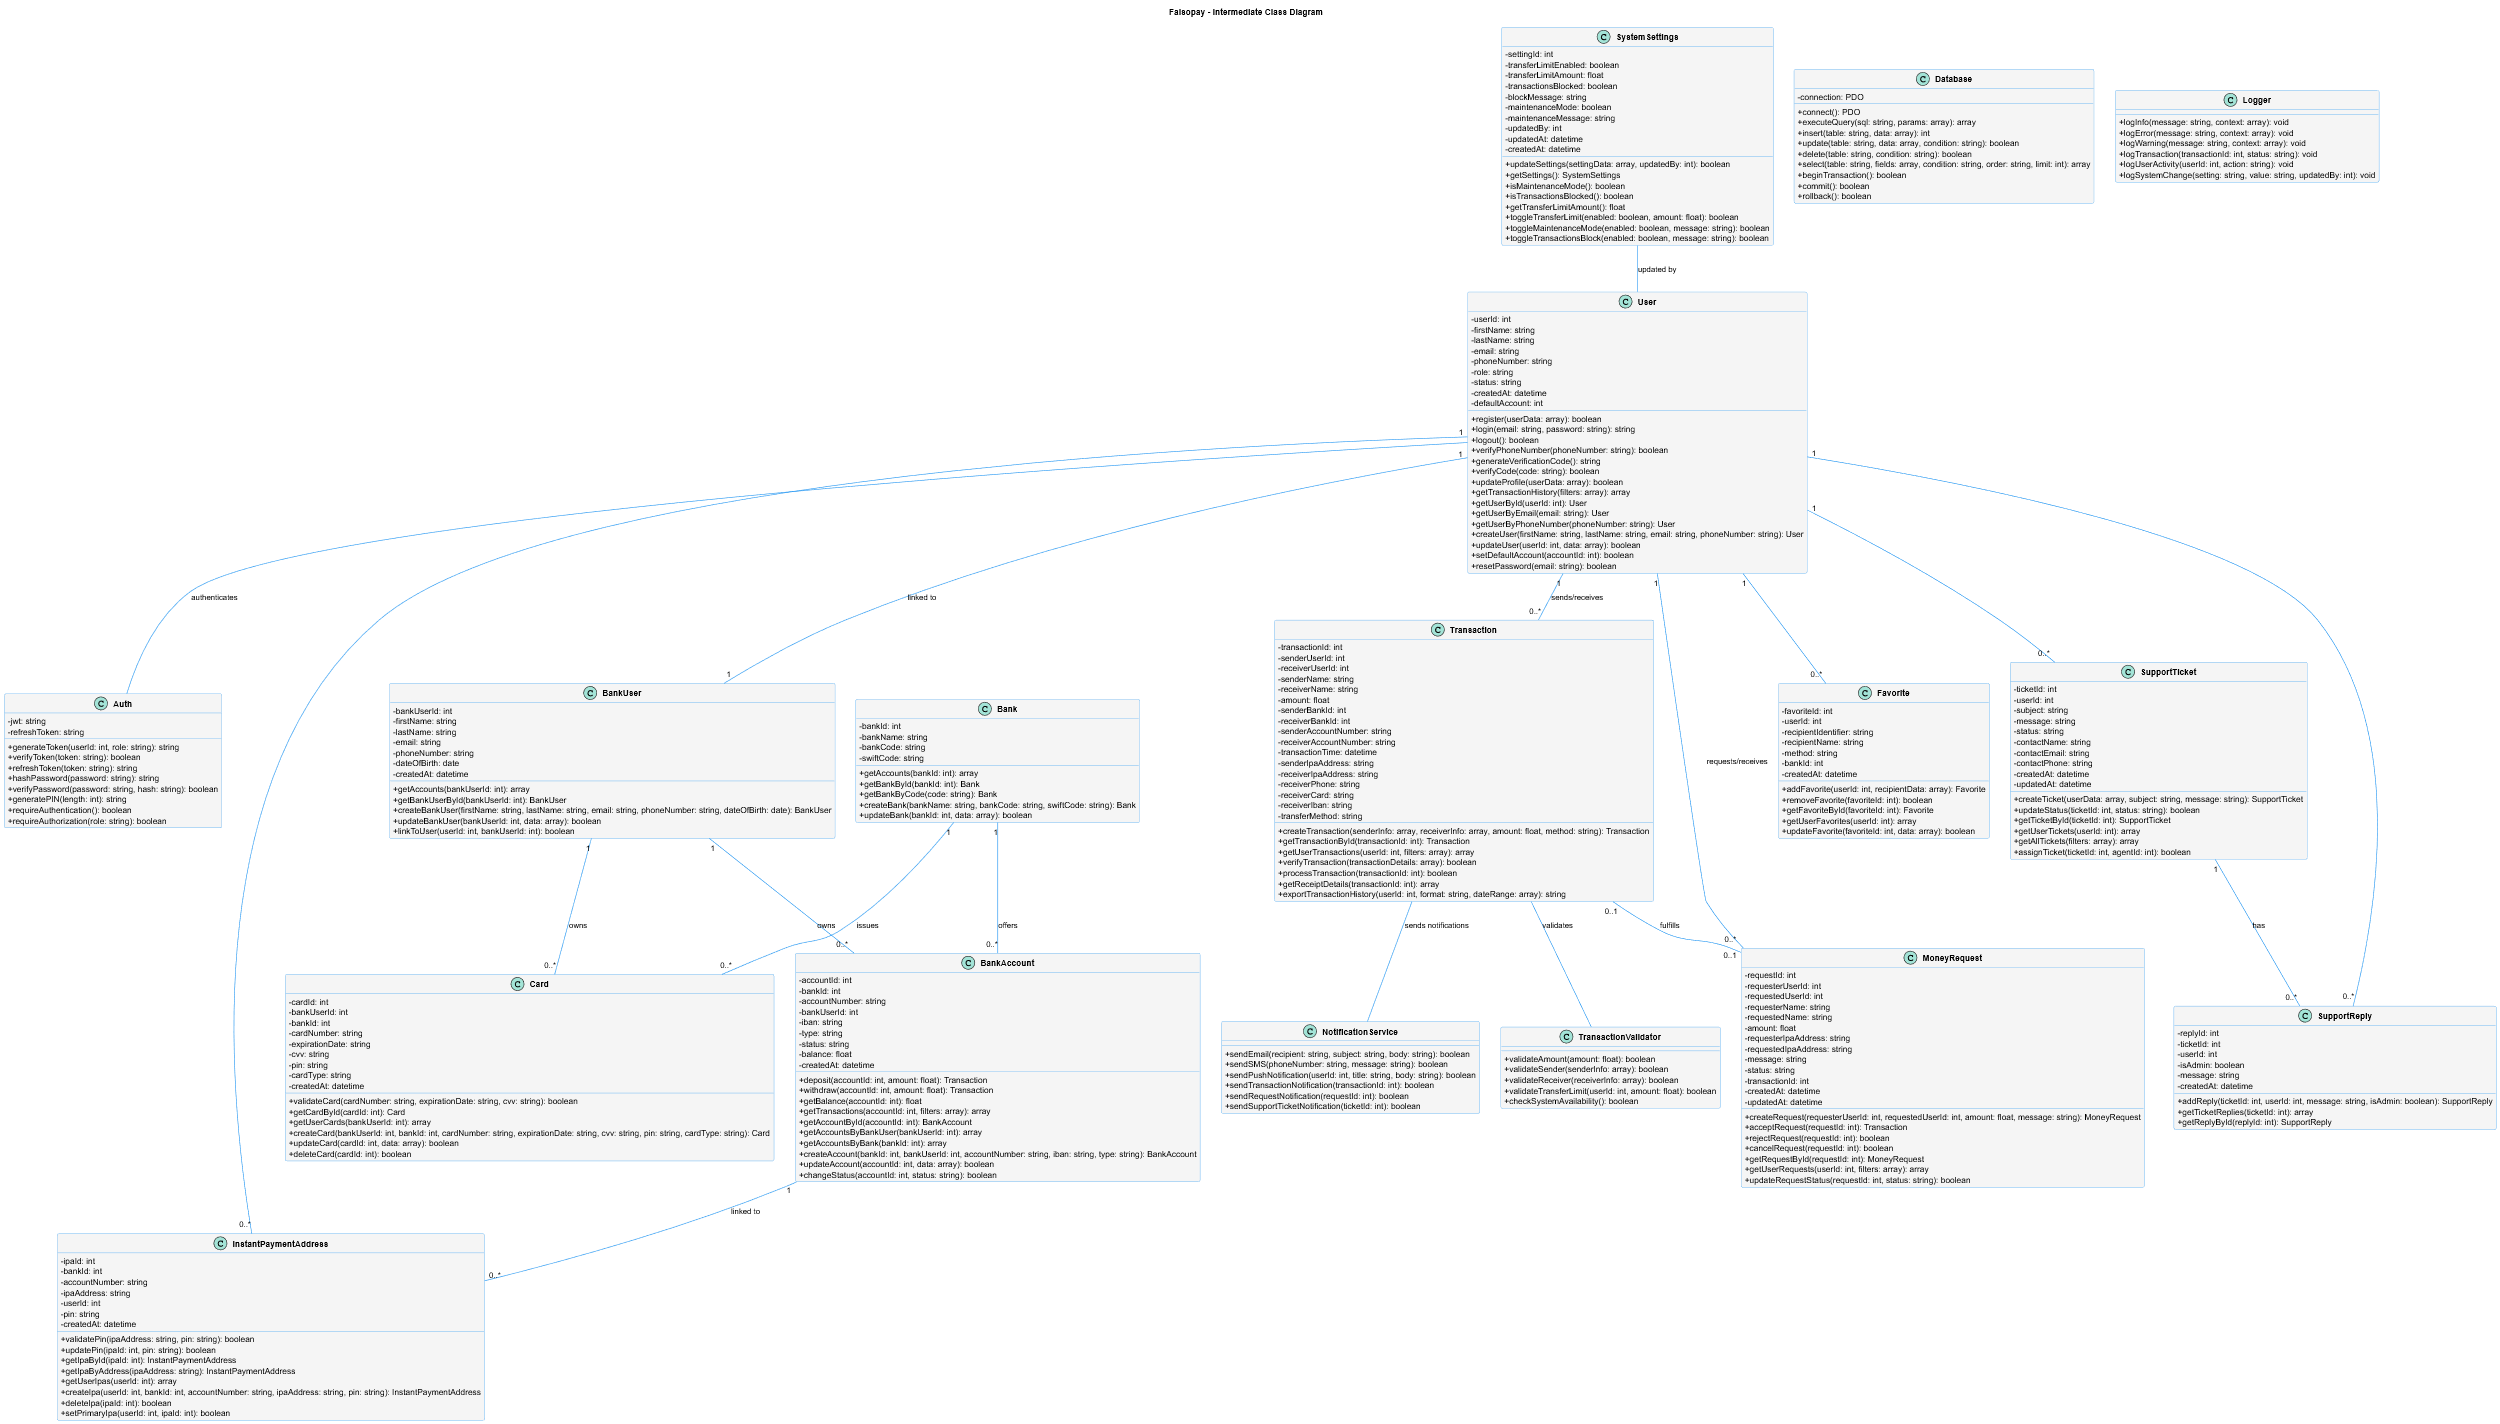 Falsopay - Intermediate Class Diagram
C SystemSettings
-settingId: int
-transferLimitEnabled: boolean
-transferLimitAmount: float
-transactionsBlocked: boolean
-blockMessage: string
-maintenanceMode: boolean
-maintenanceMessage: string
-updatedBy: int
-updatedAt: datetime
-createdAt: datetime
+updateSettings(settingData: array, updatedBy: int): boolean
+getSettings(): SystemSettings
+isMaintenanceMode(): boolean
+isTransactionsBlocked(): boolean
+getTransferLimitAmount(): float
+toggleTransferLimit(enabled: boolean, amount: float): boolean
+toggleMaintenanceMode(enabled: boolean, message: string): boolean
+toggleTransactionsBlock(enabled: boolean, message: string): boolean
C Database
-connection: PDO
+connect(): PDO
+executeQuery(sql: string, params: array): array
+insert(table: string, data: array): int
+update(table: string, data: array, condition: string): boolean
+delete(table: string, condition: string): boolean
+select(table: string, fields: array, condition: string, order: string, limit: int): array
+beginTransaction(): boolean
+commit(): boolean
+rollback(): boolean
C Logger
+logInfo(message: string, context: array): void
+logError(message: string, context: array): void
+logWarning(message: string, context: array): void
+logTransaction(transactionId: int, status: string): void
+logUserActivity(userId: int, action: string): void
+logSystemChange(setting: string, value: string, updatedBy: int): void
updated by
C User
-userId: int
-firstName: string
-lastName: string
-email: string
-phoneNumber: string
-role: string
-status: string
-createdAt: datetime
-defaultAccount: int
+register(userData: array): boolean
+login(email: string, password: string): string
+logout(): boolean
+verifyPhoneNumber(phoneNumber: string): boolean
+generateVerificationCode(): string
+verifyCode(code: string): boolean
+updateProfile(userData: array): boolean
+getTransactionHistory(filters: array): array
+getUserById(userId: int): User
+getUserByEmail(email: string): User
+getUserByPhoneNumber(phoneNumber: string): User
+createUser(firstName: string, lastName: string, email: string, phoneNumber: string): User
+updateUser(userId: int, data: array): boolean
+setDefaultAccount(accountId: int): boolean
+resetPassword(email: string): boolean
1
1
1
1
1
1
1
authenticates
linked to
sends/receives
1
0..*
requests/receives
0..*
0..*
C Auth
-jwt: string
-refreshToken: string
+generateToken(userId: int, role: string): string
+verifyToken(token: string): boolean
+refreshToken(token: string): string
+hashPassword(password: string): string
+verifyPassword(password: string, hash: string): boolean
+generatePIN(length: int): string
+requireAuthentication(): boolean
+requireAuthorization(role: string): boolean
C BankUser
-bankUserId: int
-firstName: string
-lastName: string
-email: string
-phoneNumber: string
-dateOfBirth: date
-createdAt: datetime
+getAccounts(bankUserId: int): array
+getBankUserById(bankUserId: int): BankUser
+createBankUser(firstName: string, lastName: string, email: string, phoneNumber: string, dateOfBirth: date): BankUser
+updateBankUser(bankUserId: int, data: array): boolean
+linkToUser(userId: int, bankUserId: int): boolean
C Bank
-bankId: int
-bankName: string
-bankCode: string
-swiftCode: string
+getAccounts(bankId: int): array
+getBankById(bankId: int): Bank
+getBankByCode(code: string): Bank
+createBank(bankName: string, bankCode: string, swiftCode: string): Bank
+updateBank(bankId: int, data: array): boolean
C Transaction
-transactionId: int
-senderUserId: int
-receiverUserId: int
-senderName: string
-receiverName: string
-amount: float
-senderBankId: int
-receiverBankId: int
-senderAccountNumber: string
-receiverAccountNumber: string
-transactionTime: datetime
-senderIpaAddress: string
-receiverIpaAddress: string
-receiverPhone: string
-receiverCard: string
-receiverIban: string
-transferMethod: string
+createTransaction(senderInfo: array, receiverInfo: array, amount: float, method: string): Transaction
+getTransactionById(transactionId: int): Transaction
+getUserTransactions(userId: int, filters: array): array
+verifyTransaction(transactionDetails: array): boolean
+processTransaction(transactionId: int): boolean
+getReceiptDetails(transactionId: int): array
+exportTransactionHistory(userId: int, format: string, dateRange: array): string
C Favorite
-favoriteId: int
-userId: int
-recipientIdentifier: string
-recipientName: string
-method: string
-bankId: int
-createdAt: datetime
+addFavorite(userId: int, recipientData: array): Favorite
+removeFavorite(favoriteId: int): boolean
+getFavoriteById(favoriteId: int): Favorite
+getUserFavorites(userId: int): array
+updateFavorite(favoriteId: int, data: array): boolean
C SupportTicket
-ticketId: int
-userId: int
-subject: string
-message: string
-status: string
-contactName: string
-contactEmail: string
-contactPhone: string
-createdAt: datetime
-updatedAt: datetime
+createTicket(userData: array, subject: string, message: string): SupportTicket
+updateStatus(ticketId: int, status: string): boolean
+getTicketById(ticketId: int): SupportTicket
+getUserTickets(userId: int): array
+getAllTickets(filters: array): array
+assignTicket(ticketId: int, agentId: int): boolean
1
1
1
1
1
0..1
owns
owns
issues
offers
sends notifications
validates
fulfills
has
0..*
0..*
0..*
0..*
0..*
0..1
0..*
0..*
C Card
-cardId: int
-bankUserId: int
-bankId: int
-cardNumber: string
-expirationDate: string
-cvv: string
-pin: string
-cardType: string
-createdAt: datetime
+validateCard(cardNumber: string, expirationDate: string, cvv: string): boolean
+getCardById(cardId: int): Card
+getUserCards(bankUserId: int): array
+createCard(bankUserId: int, bankId: int, cardNumber: string, expirationDate: string, cvv: string, pin: string, cardType: string): Card
+updateCard(cardId: int, data: array): boolean
+deleteCard(cardId: int): boolean
C BankAccount
-accountId: int
-bankId: int
-accountNumber: string
-bankUserId: int
-iban: string
-type: string
-status: string
-balance: float
-createdAt: datetime
+deposit(accountId: int, amount: float): Transaction
+withdraw(accountId: int, amount: float): Transaction
+getBalance(accountId: int): float
+getTransactions(accountId: int, filters: array): array
+getAccountById(accountId: int): BankAccount
+getAccountsByBankUser(bankUserId: int): array
+getAccountsByBank(bankId: int): array
+createAccount(bankId: int, bankUserId: int, accountNumber: string, iban: string, type: string): BankAccount
+updateAccount(accountId: int, data: array): boolean
+changeStatus(accountId: int, status: string): boolean
C NotificationService
+sendEmail(recipient: string, subject: string, body: string): boolean
+sendSMS(phoneNumber: string, message: string): boolean
+sendPushNotification(userId: int, title: string, body: string): boolean
+sendTransactionNotification(transactionId: int): boolean
+sendRequestNotification(requestId: int): boolean
+sendSupportTicketNotification(ticketId: int): boolean
C TransactionValidator
+validateAmount(amount: float): boolean
+validateSender(senderInfo: array): boolean
+validateReceiver(receiverInfo: array): boolean
+validateTransferLimit(userId: int, amount: float): boolean
+checkSystemAvailability(): boolean
C MoneyRequest
-requestId: int
-requesterUserId: int
-requestedUserId: int
-requesterName: string
-requestedName: string
-amount: float
-requesterIpaAddress: string
-requestedIpaAddress: string
-message: string
-status: string
-transactionId: int
-createdAt: datetime
-updatedAt: datetime
+createRequest(requesterUserId: int, requestedUserId: int, amount: float, message: string): MoneyRequest
+acceptRequest(requestId: int): Transaction
+rejectRequest(requestId: int): boolean
+cancelRequest(requestId: int): boolean
+getRequestById(requestId: int): MoneyRequest
+getUserRequests(userId: int, filters: array): array
+updateRequestStatus(requestId: int, status: string): boolean
C SupportReply
-replyId: int
-ticketId: int
-userId: int
-isAdmin: boolean
-message: string
-createdAt: datetime
+addReply(ticketId: int, userId: int, message: string, isAdmin: boolean): SupportReply
+getTicketReplies(ticketId: int): array
+getReplyById(replyId: int): SupportReply
1
linked to
0..*
0..*
C InstantPaymentAddress
-ipaId: int
-bankId: int
-accountNumber: string
-ipaAddress: string
-userId: int
-pin: string
-createdAt: datetime
+validatePin(ipaAddress: string, pin: string): boolean
+updatePin(ipaId: int, pin: string): boolean
+getIpaById(ipaId: int): InstantPaymentAddress
+getIpaByAddress(ipaAddress: string): InstantPaymentAddress
+getUserIpas(userId: int): array
+createIpa(userId: int, bankId: int, accountNumber: string, ipaAddress: string, pin: string): InstantPaymentAddress
+deleteIpa(ipaId: int): boolean
+setPrimaryIpa(userId: int, ipaId: int): boolean